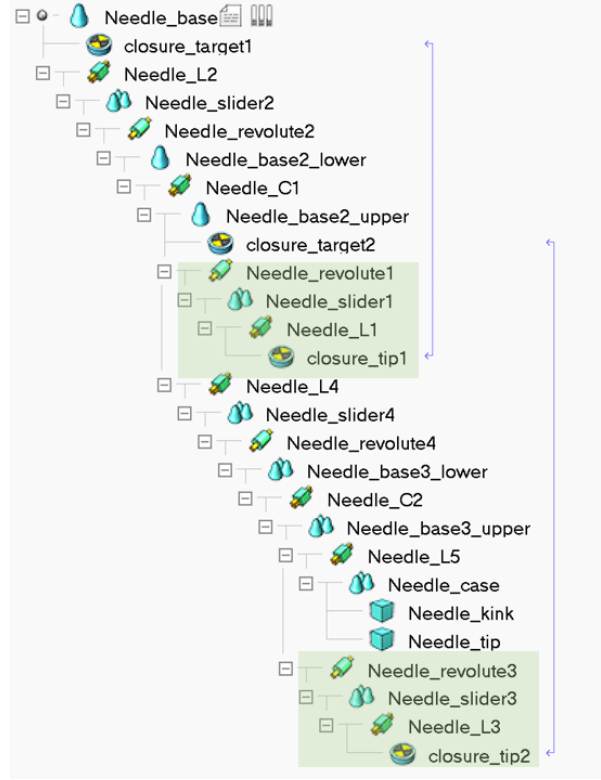 Needle_base
closure_target1
Needle_L2
Needle_slider2
Needle_revolute2
Needle_base2_lower
Needle_C1
Needle_base2_upper
closure_target2
Needle_revolute1
Needle_slider1
Needle_L1
closure_tip1
Needle_L4
Needle_slider4
Needle_revolute4
Needle_base3_lower
Needle_C2
Needle_base3_upper
Needle_L5
Needle_case
Needle_kink
Needle_tip
Needle_revolute3
Needle_slider3
Needle_L3
closure_tip2